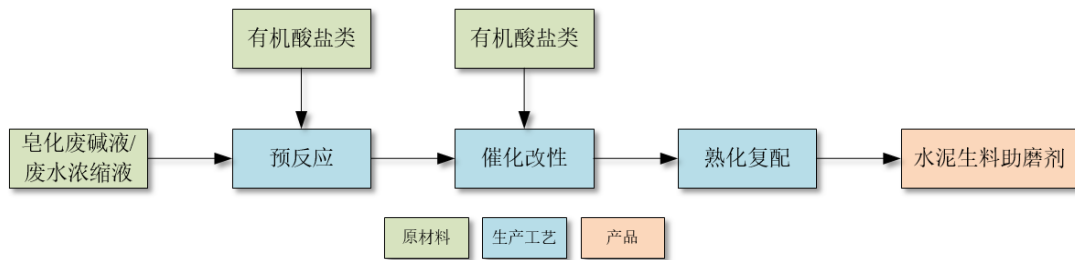 有机酸盐类
有机酸盐类
皂化废碱液/
废水浓缩液
预反应
催化改性
熟化复配
水泥生料助磨剂
原材料
生产工艺
产品